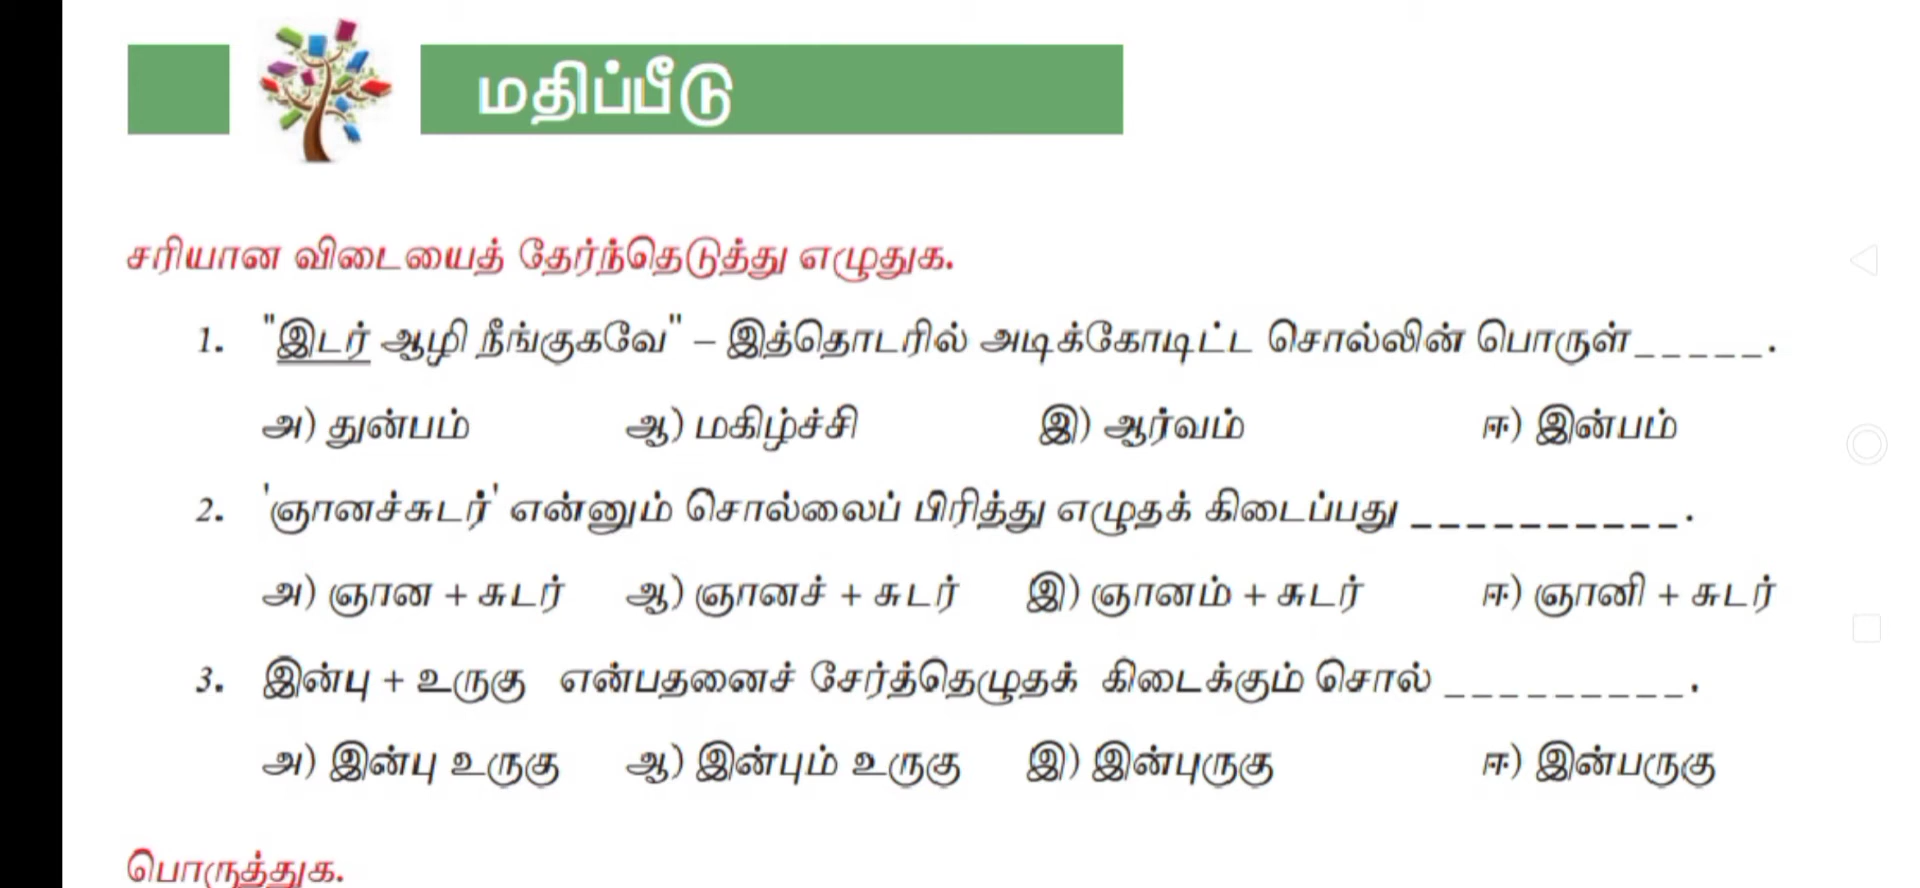 மதிப்பீடு
சரியான விடையைத் தேர்ந்தெடுத்து எழுதுக.
1. "இடர் ஆழி நீங்குகவே" – இத்தொடரில் அடிக்கோடிட்ட சொல்லின் பொருள்_____.
அ) துன்பம் ஆ) மகிழ்ச்சி இ) ஆர்வம் ஈ) இன்பம்
2. 'ஞானச்சுடர்' என்னும் சொல்லைப் பிரித்து எழுதக் கிடைப்பது __________.
அ) ஞான + சுடர் ஆ) ஞானச் + சுடர் இ) ஞானம் + சுடர் ஈ) ஞானி + சுடர்
3. இன்பு + உருகு என்பதனைச் சேர்த்தெழுதக் கிடைக்கும் சொல் _________.
அ) இன்பு உருகு ஆ) இன்பும் உருகு இ) இன்புருகு ஈ) இன்பருகு
பொருத்துக.